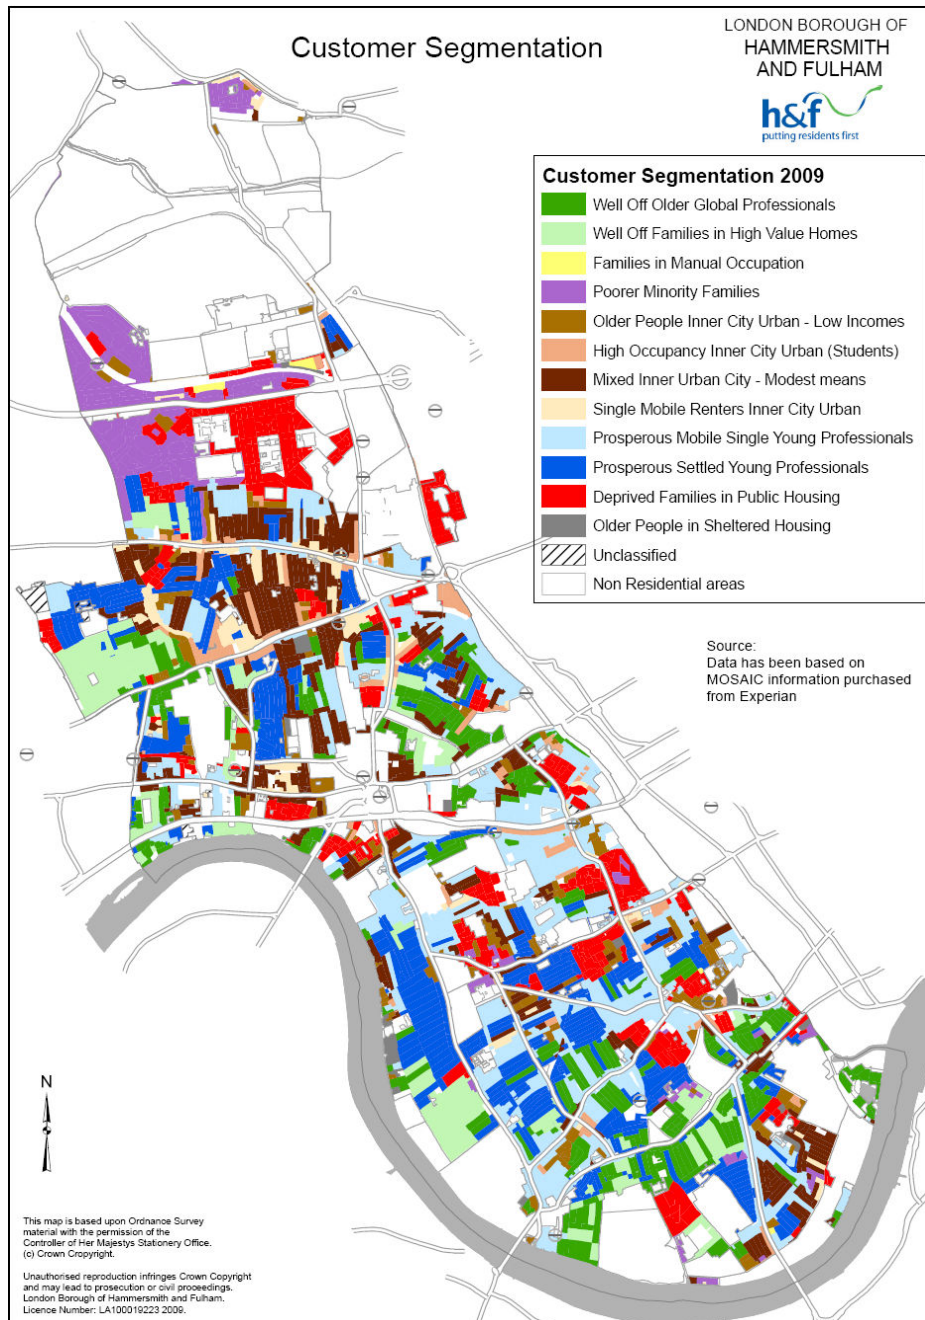 Customer Segmentation
LONDON BOROUGH OF
HAMMERSMITH
AND FULHAM
h&f
putting residents first
Customer Segmentation 2009
Well Off Older Global Professionals
Well Off Families in High Value Homes
Families in Manual Occupation
Poorer Minority Families
Older People Inner City Urban - Low Incomes
High Occupancy Inner City Urban (Students)
Mixed Inner Urban City - Modest means
Single Mobile Renters Inner City Urban
Prosperous Mobile Single Young Professionals
Prosperous Settled Young Professionals
Deprived Families in Public Housing
Older People in Sheltered Housing
Unclassified
Non Residential areas
Source:
Data has been based on
MOSAIC information purchased
from Experian
N
This map is based upon Ordnance Survey
material with the permission of the
Controller of Her Majestys Stationery Office.
(c) Crown Cropyright.
Unauthorised reproduction infringes Crown Copyright
and may lead to prosecution or civil proceedings.
London Borough of Hammersmith and Fulham.
Licence Number: LA100019223 2009.